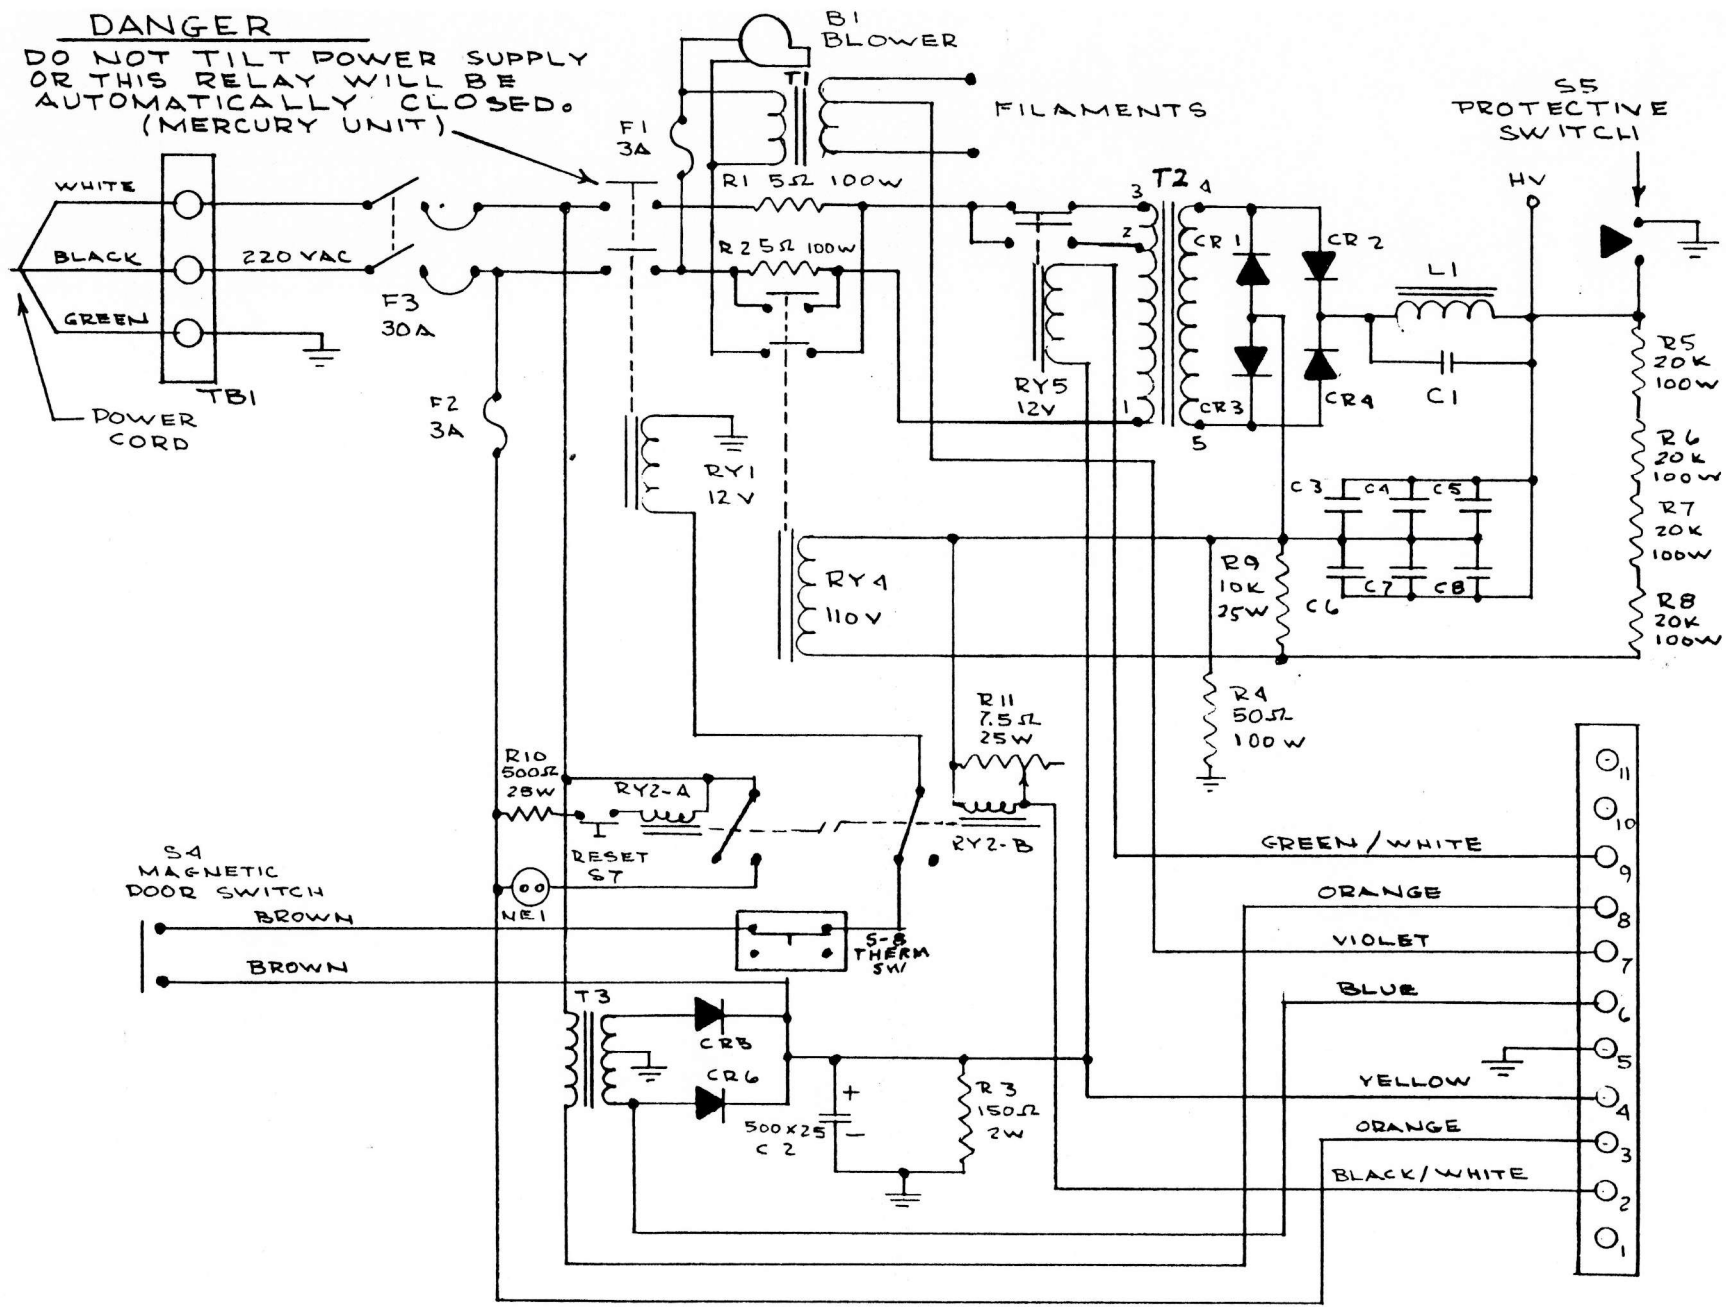 DANGER
DO NOT TILT POWER SUPPLY
OR THIS RELAY WILL BE
AUTOMATICALLY CLOSED.
(MERCURY UNIT)
B1
BLOWER
T1
FILAMENTS
F1
3A
S5
PROTECTIVE
SWITCH
WHITE
BLACK
GREEN
220 VAC
F3
30A
TB1
POWER
CORD
R1 5Ω 100W
R2 5Ω 100W
HV
3
T2
4
2
1
5
CR1
CR2
CR3
CR4
L1
C1
RY5
12V
R5
20K
100W
R6
20K
100W
R7
20K
100W
R8
20K
100W
F2
3A
RY1
12V
C3
C4
C5
C6
C7
C8
RY4
110V
R9
10K
25W
R4
50Ω
100W
R11
7.5Ω
25W
R10
500Ω
25W
RY2-A
RY2-B
RESET
S7
S4
MAGNETIC
DOOR SWITCH
NE1
BROWN
BROWN
S-8
THERM
SW
T3
CR5
CR6
+
500X25
-
C2
R3
150Ω
2W
11
10
GREEN/WHITE
9
ORANGE
8
VIOLET
7
BLUE
6
5
YELLOW
4
ORANGE
3
BLACK/WHITE
2
1